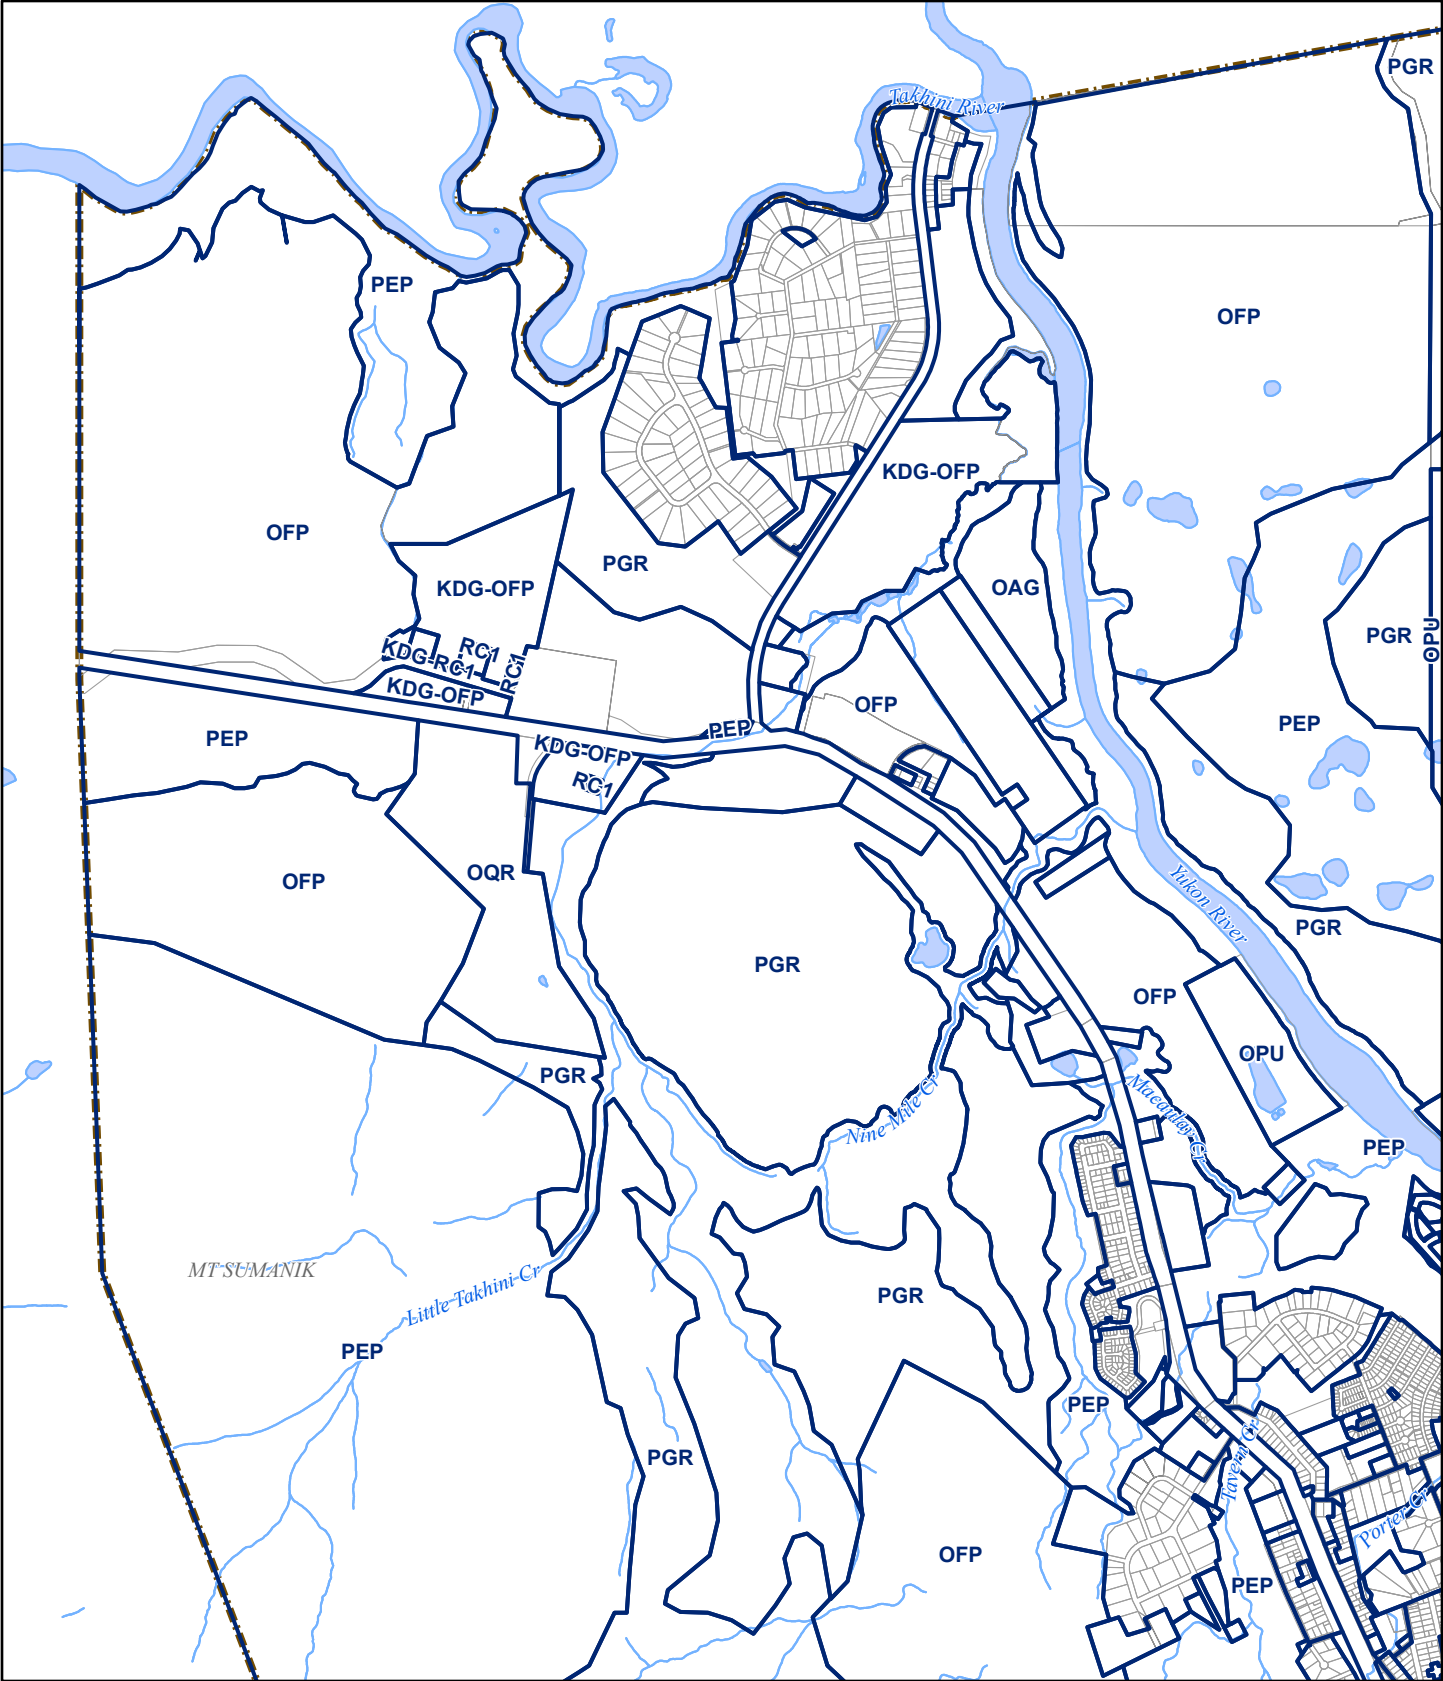 PGR
Takhini River
PEP
OFP
KDG-OFP
OFP
PGR
KDG-OFP
OAG
PGR
OPU
KDG-RC1
RC1
RC1
KDG-OFP
OFP
PEP
PEP
PEP
KDG-OFP
RC1
OFP
OQR
Yukon River
PGR
PGR
OFP
OPU
PGR
Nine Mile Cr
Macaulay Cr
PEP
MT SUMANIK
Little Takhini Cr
PGR
PEP
PEP
PGR
Tavern Cr
Porter Cr
OFP
PEP